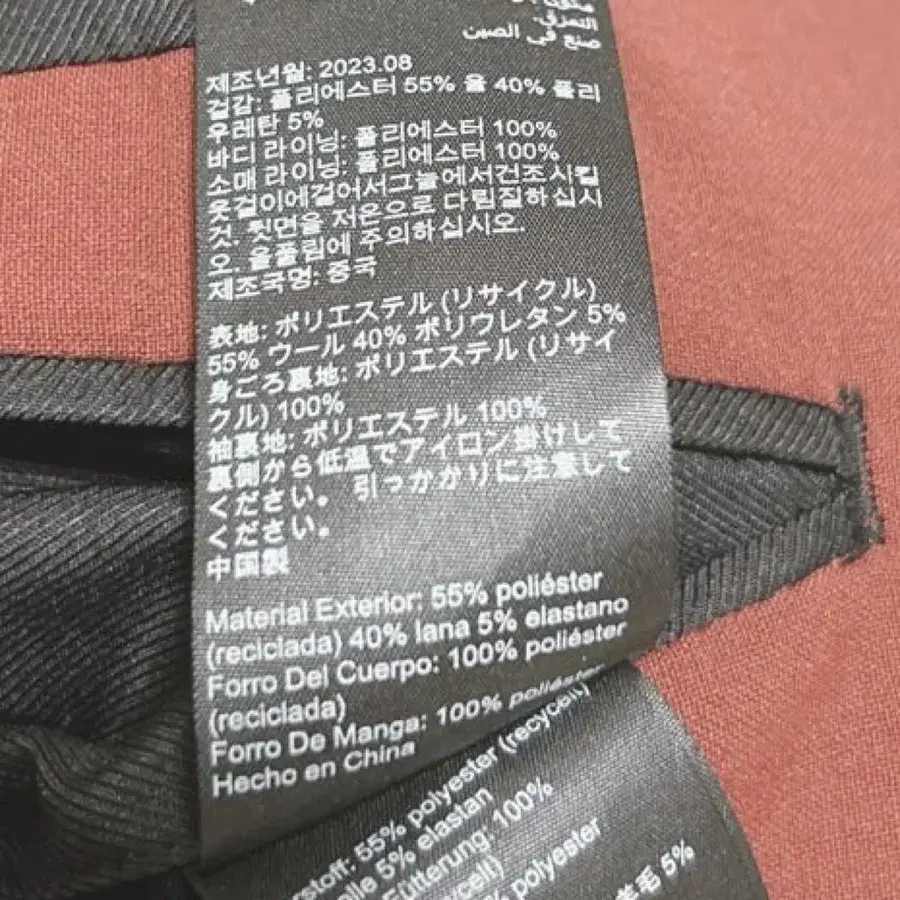 التمزق.
صنع في الصين
제조년월: 2023.08
겉감: 폴리에스터 55% 울 40% 폴리
우레탄 5%
바디 라이닝: 폴리에스터 100%
소매 라이닝: 폴리에스터 100%
옷걸이에걸어서그늘에서건조시킬
것. 뒷면을 저온으로 다림질하십시
오. 올풀림에 주의하십시오.
제조국명: 중국
表地: ポリエステル (リサイクル)
55% ウール 40% ポリウレタン 5%
身ごろ裏地: ポリエステル (リサイ
クル) 100%
袖裏地: ポリエステル 100%
裏側から低温でアイロン掛けして
ください。引っかかりに注意して
ください。
中国製
Material Exterior: 55% poliéster
(reciclada) 40% lana 5% elastano
Forro Del Cuerpo: 100% poliéster
(reciclada)
Forro De Manga: 100% poliéster
Hecho en China
55% polyester (recycelt)
5% elastan
Fütterung: 100%
polyester
5%